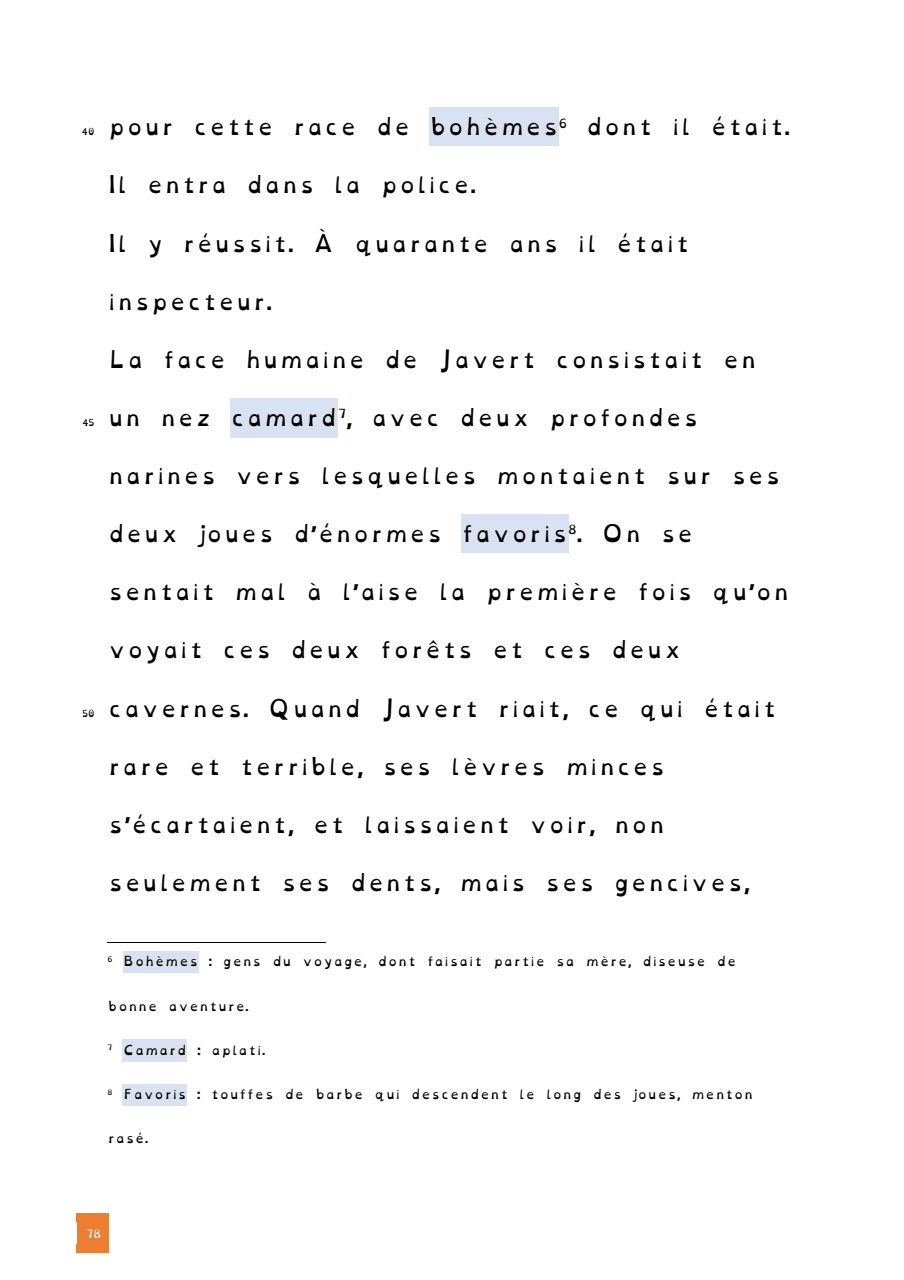 40 pour cette race de bohèmes⁶ dont il était.
Il entra dans la police.
Il y réussit. À quarante ans il était
inspecteur.
La face humaine de Javert consistait en
45 un nez camard⁷, avec deux profondes
narines vers lesquelles montaient sur ses
deux joues d’énormes favoris⁸. On se
sentait mal à l’aise la première fois qu’on
voyait ces deux forêts et ces deux
50 cavernes. Quand Javert riait, ce qui était
rare et terrible, ses lèvres minces
s’écartaient, et laissaient voir, non
seulement ses dents, mais ses gencives,
⁶ Bohèmes : gens du voyage, dont faisait partie sa mère, diseuse de
bonne aventure.
⁷ Camard : aplati.
⁸ Favoris : touffes de barbe qui descendent le long des joues, menton
rasé.
78